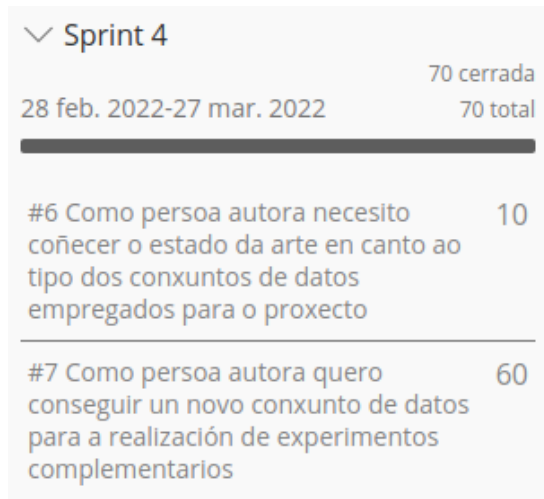 Sprint 4
70 cerrada
28 feb. 2022-27 mar. 2022 70 total
#6 Como persoa autora necesito 10
coñecer o estado da arte en canto ao
tipo dos conxuntos de datos
empregados para o proxecto
#7 Como persoa autora quero 60
conseguir un novo conxunto de datos
para a realización de experimentos
complementarios